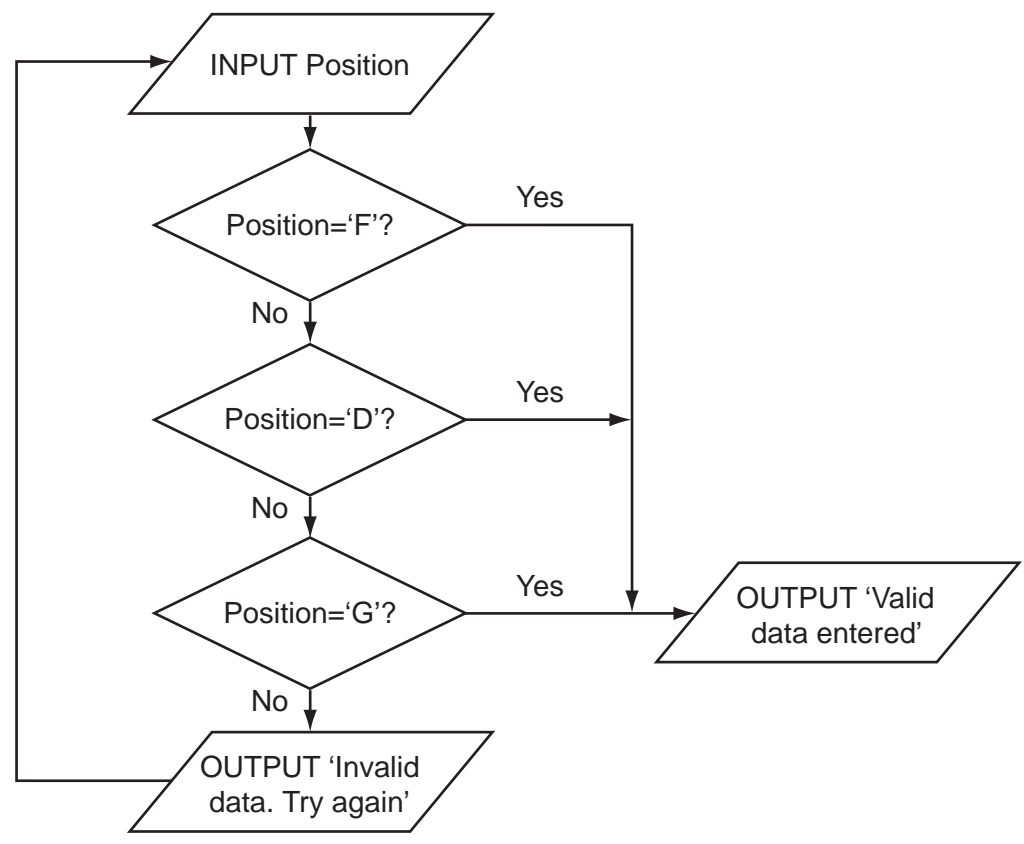 INPUT Position
Position=‘F’?
Yes
No
Position=‘D’?
Yes
No
Position=‘G’?
Yes
OUTPUT ‘Valid
data entered’
No
OUTPUT ‘Invalid
data. Try again’